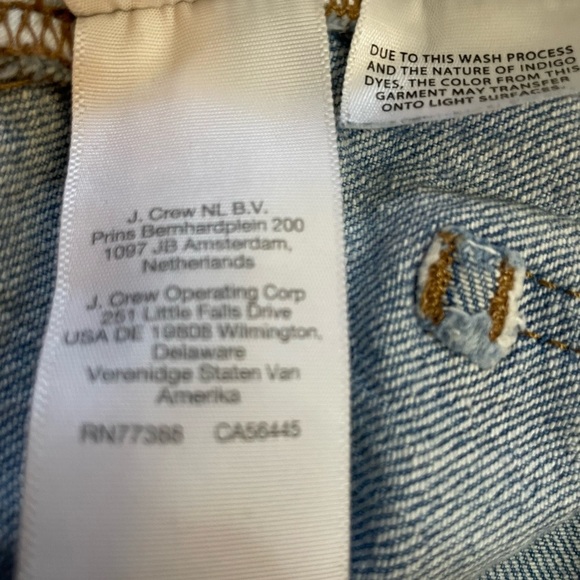 J. Crew NL B.V.
Prins Bernhardplein 200
1097 JB Amsterdam,
Netherlands
J. Crew Operating Corp
251 Little Falls Drive
USA DE 19808 Wilmington,
Delaware
Verenidge Staten Van
Amerika
RN77388 CA56445
DUE TO THIS WASH PROCESS
AND THE NATURE OF INDIGO
DYES, THE COLOR FROM THIS
GARMENT MAY TRANSFER
ONTO LIGHT SURFACES.